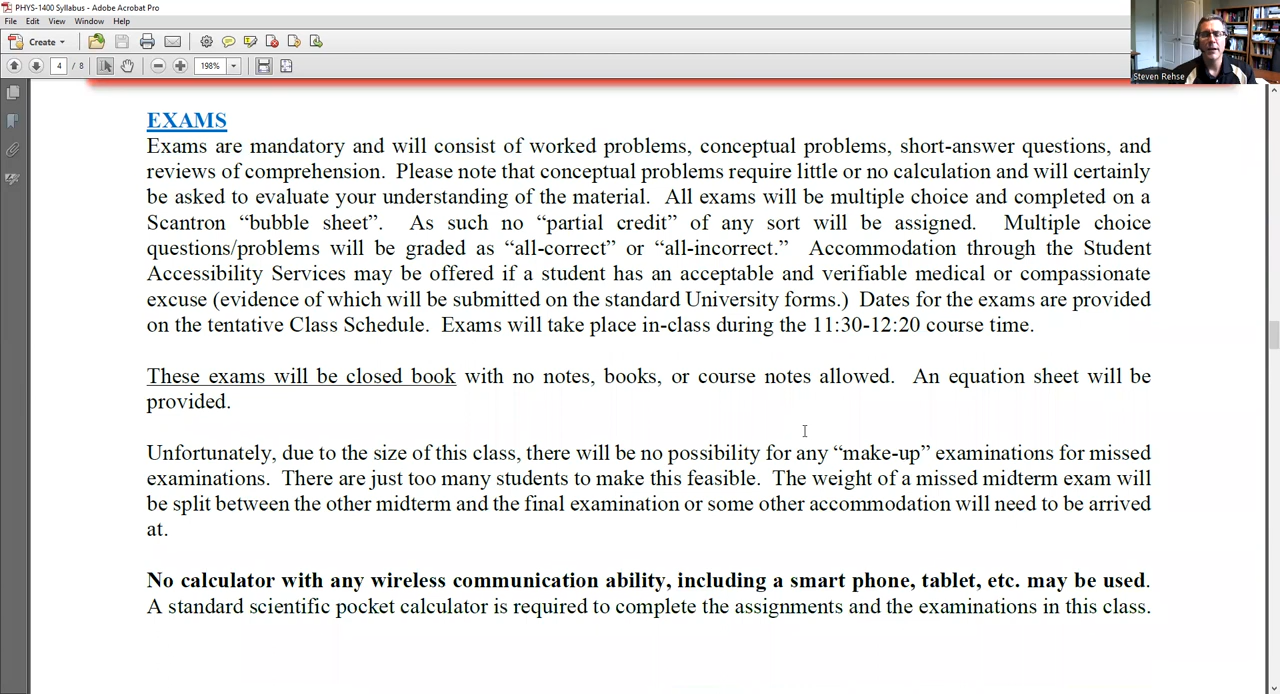 PHYS-1400 Syllabus - Adobe Acrobat Pro
File Edit View Window Help
Create
4 / 8 198%
Steven Rehse
EXAMS
Exams are mandatory and will consist of worked problems, conceptual problems, short-answer questions, and
reviews of comprehension. Please note that conceptual problems require little or no calculation and will certainly
be asked to evaluate your understanding of the material. All exams will be multiple choice and completed on a
Scantron “bubble sheet”. As such no “partial credit” of any sort will be assigned. Multiple choice
questions/problems will be graded as “all-correct” or “all-incorrect.” Accommodation through the Student
Accessibility Services may be offered if a student has an acceptable and verifiable medical or compassionate
excuse (evidence of which will be submitted on the standard University forms.) Dates for the exams are provided
on the tentative Class Schedule. Exams will take place in-class during the 11:30-12:20 course time.
These exams will be closed book with no notes, books, or course notes allowed. An equation sheet will be
provided.
Unfortunately, due to the size of this class, there will be no possibility for any “make-up” examinations for missed
examinations. There are just too many students to make this feasible. The weight of a missed midterm exam will
be split between the other midterm and the final examination or some other accommodation will need to be arrived
at.
No calculator with any wireless communication ability, including a smart phone, tablet, etc. may be used.
A standard scientific pocket calculator is required to complete the assignments and the examinations in this class.